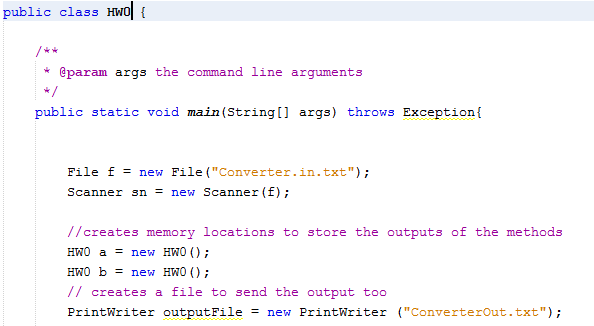 public class HW0 {
/**
* @param args the command line arguments
*/
public static void main(String[] args) throws Exception{
File f = new File("Converter.in.txt");
Scanner sn = new Scanner(f);
//creates memory locations to store the outputs of the methods
HW0 a = new HW0();
HW0 b = new HW0();
// creates a file to send the output too
PrintWriter outputFile = new PrintWriter ("ConverterOut.txt");